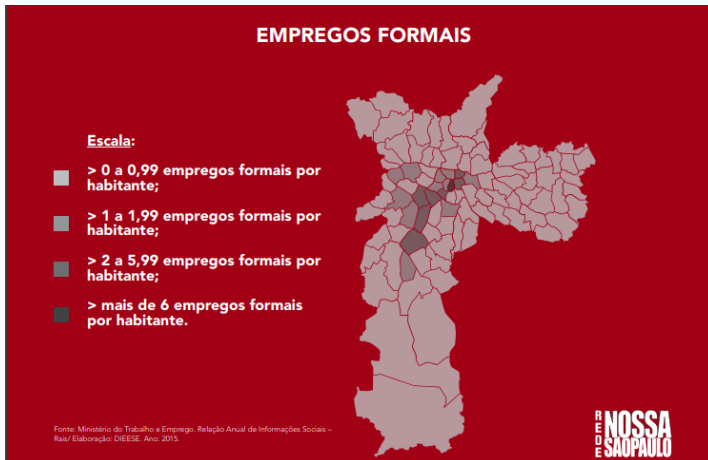 EMPREGOS FORMAIS
Escala:
> 0 a 0,99 empregos formais por
habitante;
> 1 a 1,99 empregos formais por
habitante;
> 2 a 5,99 empregos formais por
habitante;
> mais de 6 empregos formais
por habitante.
Fonte: Ministério do Trabalho e Emprego. Relação Anual de Informações Sociais –
Rais/ Elaboração: DIEESE. Ano: 2015.
REDE
NOSSA
SÃOPAULO